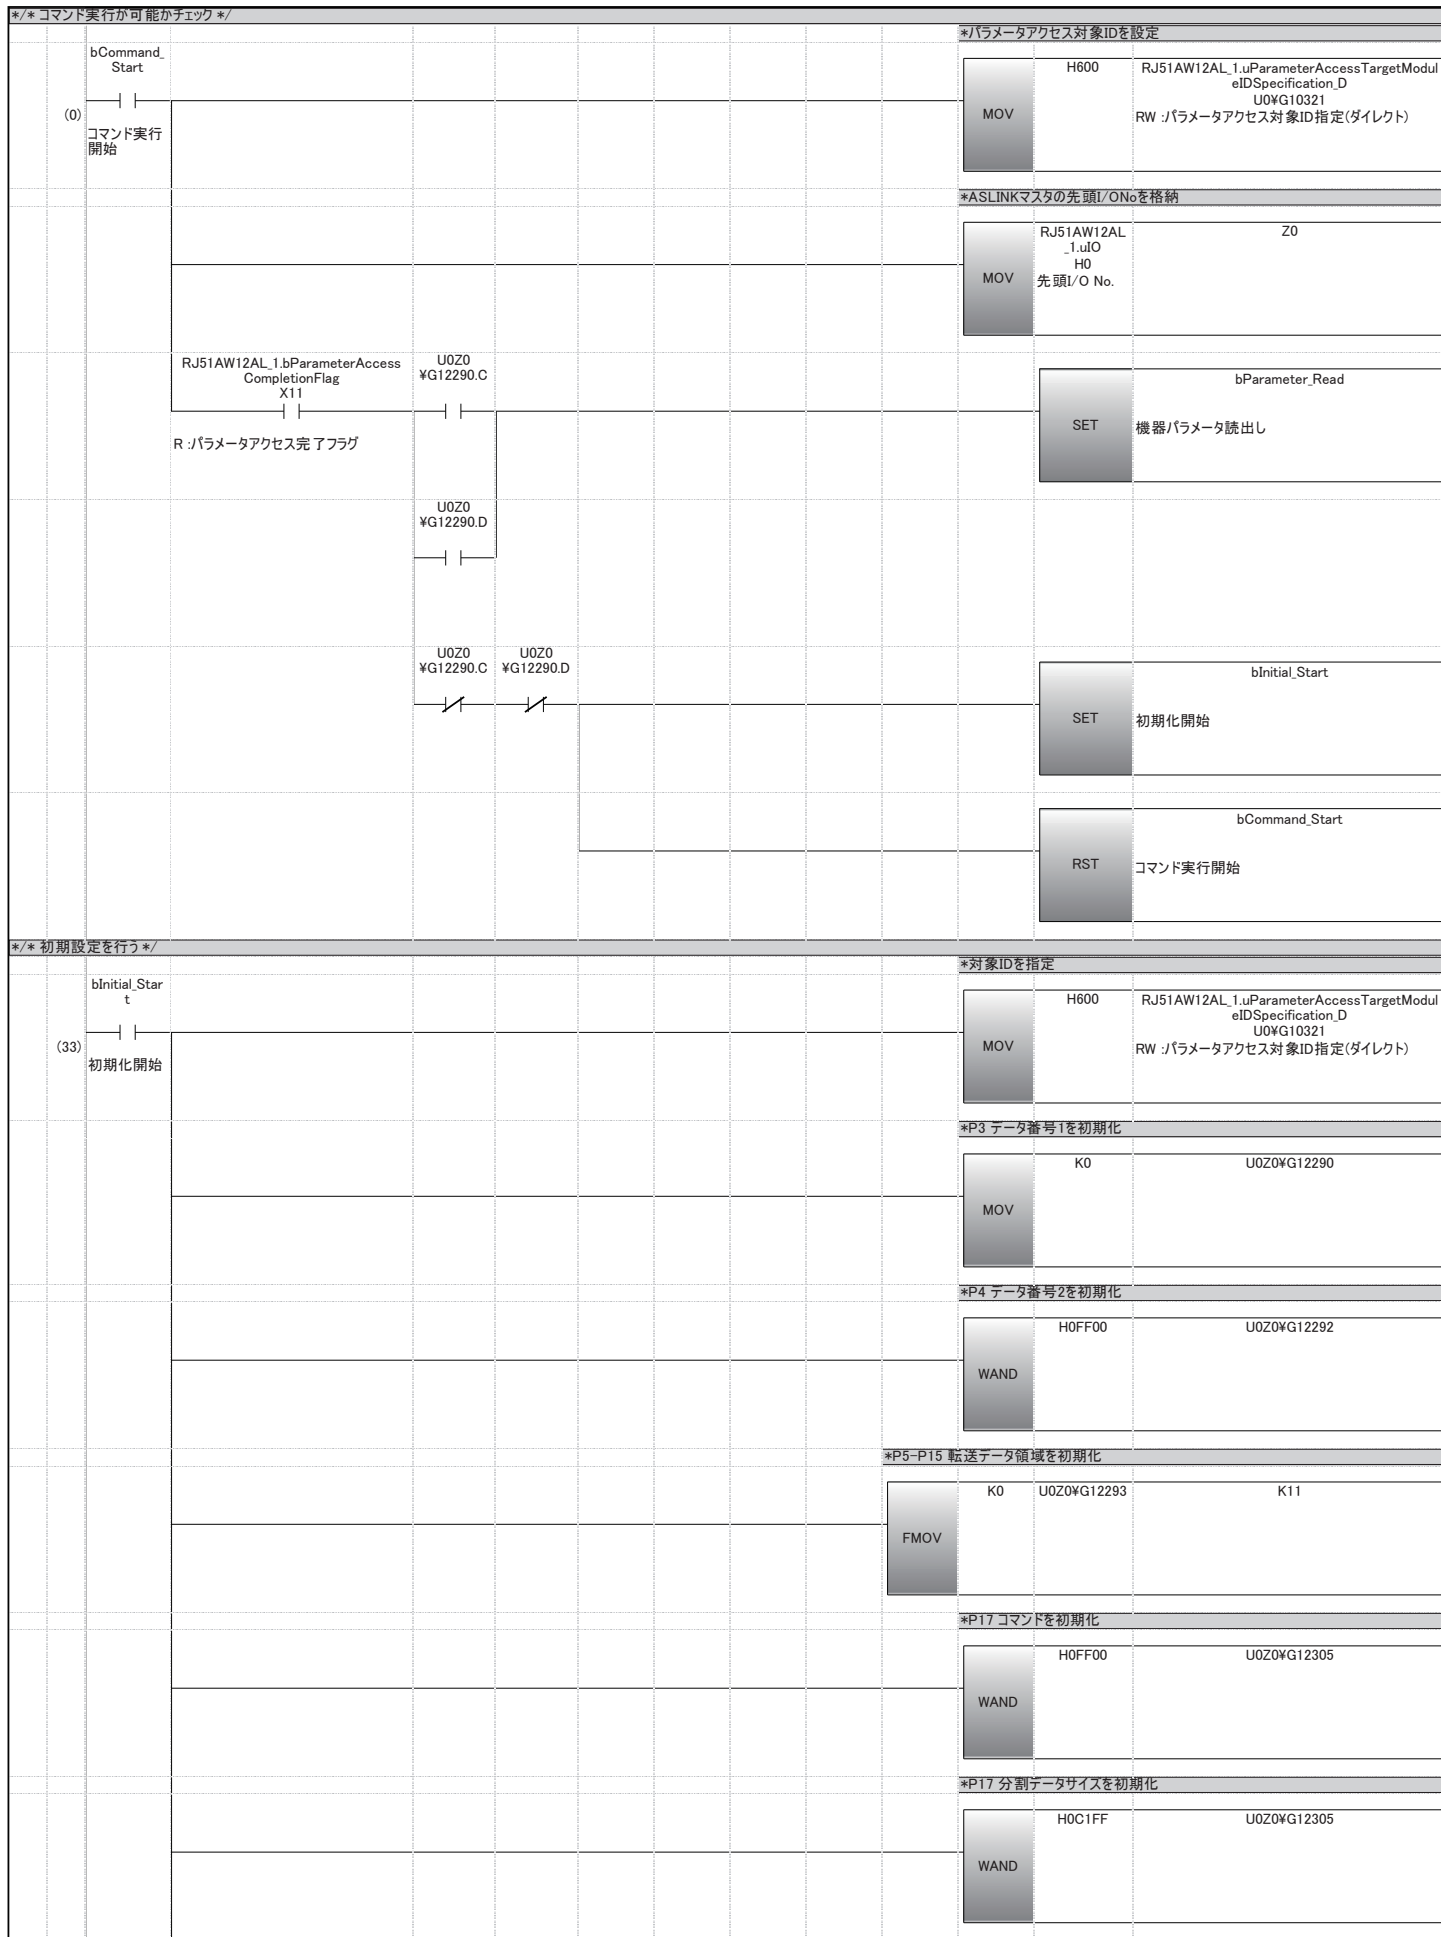 */* コマンド実行が可能かチェック */
*パラメータアクセス対象IDを設定
bCommand_
Start
(0)
コマンド実行
開始
MOV
H600
RJ51AW12AL_1.uParameterAccessTargetModul
eIDSpecification_D
U0¥G10321
RW :パラメータアクセス対象ID指定(ダイレクト)
*ASLINKマスタの先頭I/ONoを格納
MOV
RJ51AW12AL
_1.uIO
H0
先頭I/O No.
Z0
RJ51AW12AL_1.bParameterAccess
CompletionFlag
X11
R :パラメータアクセス完了フラグ
U0Z0
¥G12290.C
SET
bParameter_Read
機器パラメータ読出し
U0Z0
¥G12290.D
U0Z0
¥G12290.C
U0Z0
¥G12290.D
SET
bInitial_Start
初期化開始
RST
bCommand_Start
コマンド実行開始
*/* 初期設定を行う */
*対象IDを指定
bInitial_Star
t
(33)
初期化開始
MOV
H600
RJ51AW12AL_1.uParameterAccessTargetModul
eIDSpecification_D
U0¥G10321
RW :パラメータアクセス対象ID指定(ダイレクト)
*P3 データ番号1を初期化
MOV
K0
U0Z0¥G12290
*P4 データ番号2を初期化
WAND
H0FF00
U0Z0¥G12292
*P5-P15 転送データ領域を初期化
FMOV
K0
U0Z0¥G12293
K11
*P17 コマンドを初期化
WAND
H0FF00
U0Z0¥G12305
*P17 分割データサイズを初期化
WAND
H0C1FF
U0Z0¥G12305